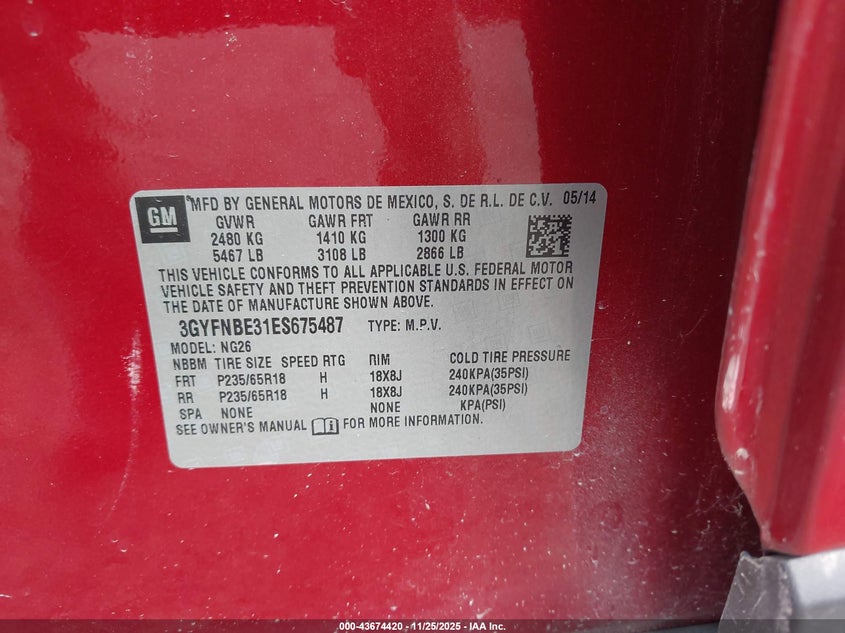 GM
MFD BY GENERAL MOTORS DE MEXICO, S. DE R.L. DE C.V. 05/14
GVWR GAWR FRT GAWR RR
2480 KG 1410 KG 1300 KG
5467 LB 3108 LB 2866 LB
THIS VEHICLE CONFORMS TO ALL APPLICABLE U.S. FEDERAL MOTOR
VEHICLE SAFETY AND THEFT PREVENTION STANDARDS IN EFFECT ON
THE DATE OF MANUFACTURE SHOWN ABOVE.
3GYFNBE31ES675487 TYPE: M.P.V.
MODEL: NG26
NBBM TIRE SIZE SPEED RTG RIM COLD TIRE PRESSURE
FRT P235/65R18 H 18X8J 240KPA(35PSI)
RR P235/65R18 H 18X8J 240KPA(35PSI)
SPA NONE NONE KPA(PSI)
SEE OWNER'S MANUAL FOR MORE INFORMATION.
000-43674420 - 11/25/2025 - IAA Inc.